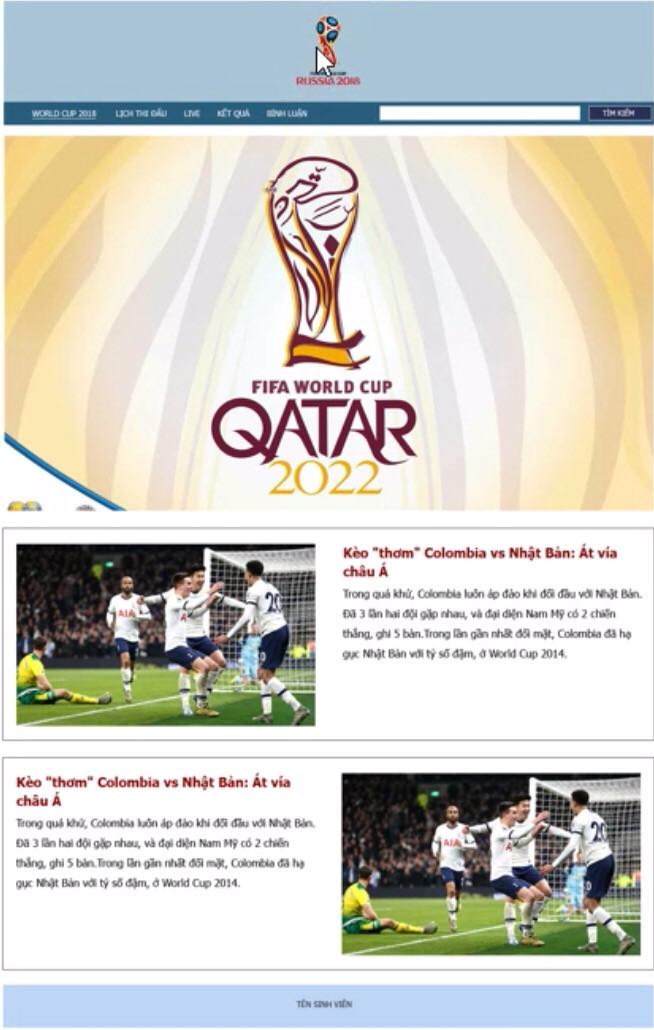 RUSSIA 2018
WORLD CUP 2018 LỊCH THI ĐẤU LIVE KẾT QUẢ BÌNH LUẬN TÌM KIẾM
FIFA WORLD CUP
QATAR
2022
AIA
20
Kèo "thơm" Colombia vs Nhật Bản: Át vía
châu Á
Trong quá khứ, Colombia luôn áp đảo khi đối đầu với Nhật Bản.
Đã 3 lần hai đội gặp nhau, và đại diện Nam Mỹ có 2 chiến
thắng, ghi 5 bàn.Trong lần gần nhất đối mặt, Colombia đã hạ
gục Nhật Bản với tỷ số đậm, ở World Cup 2014.
Kèo "thơm" Colombia vs Nhật Bản: Át vía
châu Á
Trong quá khứ, Colombia luôn áp đảo khi đối đầu với Nhật Bản.
Đã 3 lần hai đội gặp nhau, và đại diện Nam Mỹ có 2 chiến
thắng, ghi 5 bàn.Trong lần gần nhất đối mặt, Colombia đã hạ
gục Nhật Bản với tỷ số đậm, ở World Cup 2014.
AIA
20
TÊN SINH VIÊN